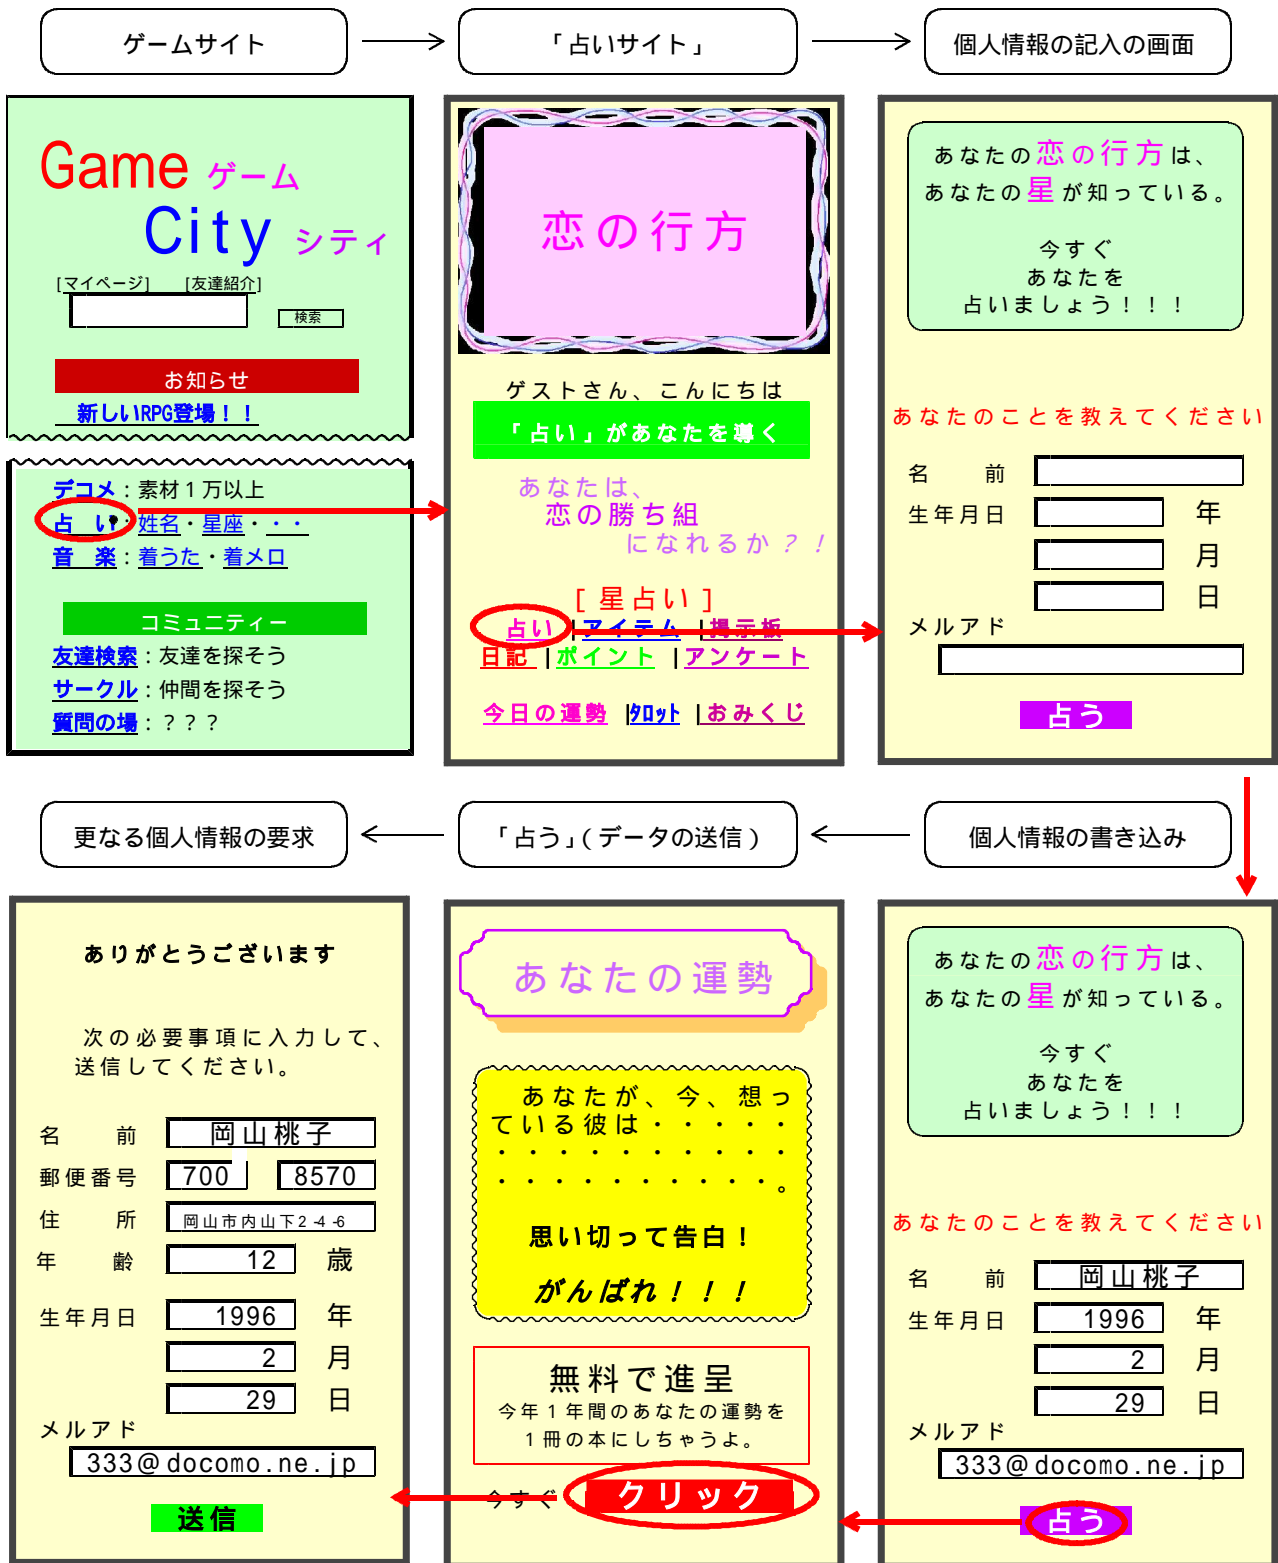 ゲームサイト
「占いサイト」
個人情報の記入の画面
Game ゲーム
City シティ
[マイページ] [友達紹介]
検索
お知らせ
新しいRPG登場！！
デコメ：素材1万以上
占い：姓名・星座・・・
音楽：着うた・着メロ
コミュニティー
友達検索：友達を探そう
サークル：仲間を探そう
質問の場：？？？
恋の行方
ゲストさん、こんにちは
「占い」があなたを導く
あなたは、
恋の勝ち組
になれるか？！
[星占い]
占い|アイテム|掲示板
日記|ポイント|アンケート
今日の運勢|タロット|おみくじ
あなたの恋の行方は、
あなたの星が知っている。
今すぐ
あなたを
占いましょう！！！
あなたのことを教えてください
名 前
生年月日 年
月
日
メルアド
占う
更なる個人情報の要求
「占う」(データの送信)
個人情報の書き込み
ありがとうございます
次の必要事項に入力して、
送信してください。
名 前 岡山桃子
郵便番号 700 8570
住 所 岡山市内山下2-4-6
年 齢 12 歳
生年月日 1996 年
2 月
29 日
メルアド
333@docomo.ne.jp
送信
あなたの運勢
あなたが、今、想っ
ている彼は・・・・・
・・・・・・・・・・・
・・・・・・・・・・。
思い切って告白！
がんばれ！！！
無料で進呈
今年1年間のあなたの運勢を
1冊の本にしちゃうよ。
今すぐ クリック
あなたの恋の行方は、
あなたの星が知っている。
今すぐ
あなたを
占いましょう！！！
あなたのことを教えてください
名 前 岡山桃子
生年月日 1996 年
2 月
29 日
メルアド
333@docomo.ne.jp
占う